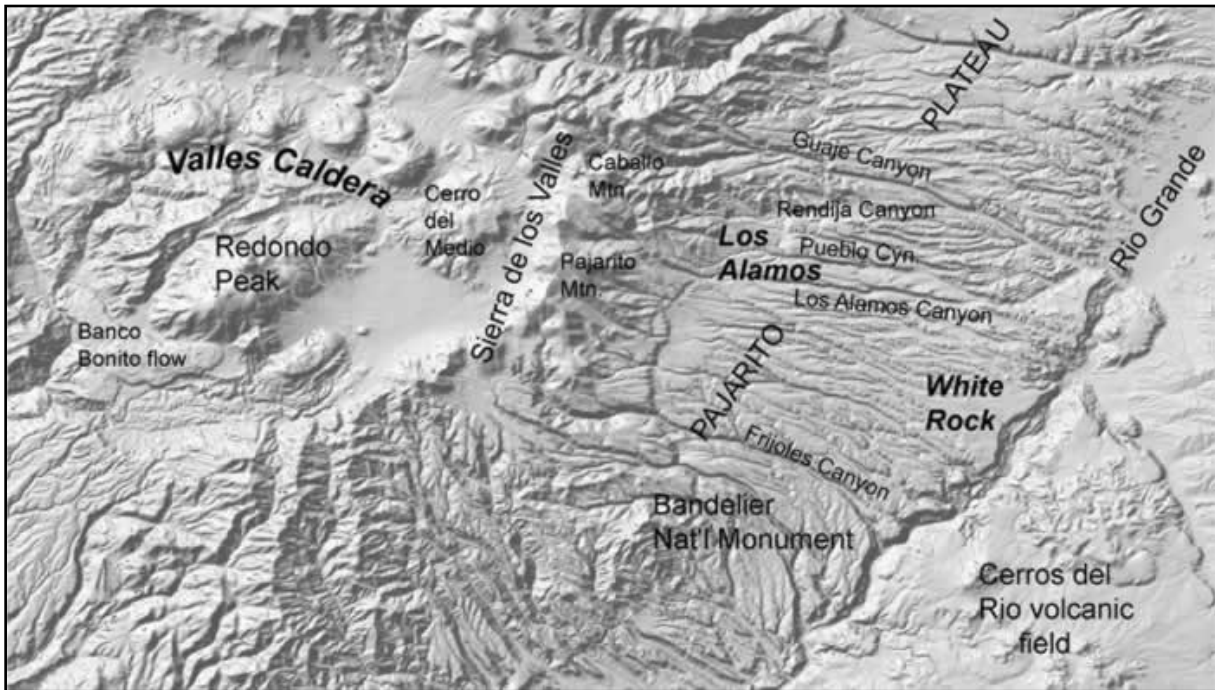 PLATEAU
Guaje Canyon
Valles Caldera
Sierra de los Valles
Caballo
Mtn.
Rio Grande
Cerro
del
Medio
Rendija Canyon
Redondo
Peak
Los
Alamos
Pueblo Cyn.
Pajarito
Mtn.
Los Alamos Canyon
Banco
Bonito flow
PAJARITO
White
Rock
Frijoles Canyon
Bandelier
Nat'l Monument
Cerros del
Rio volcanic
field